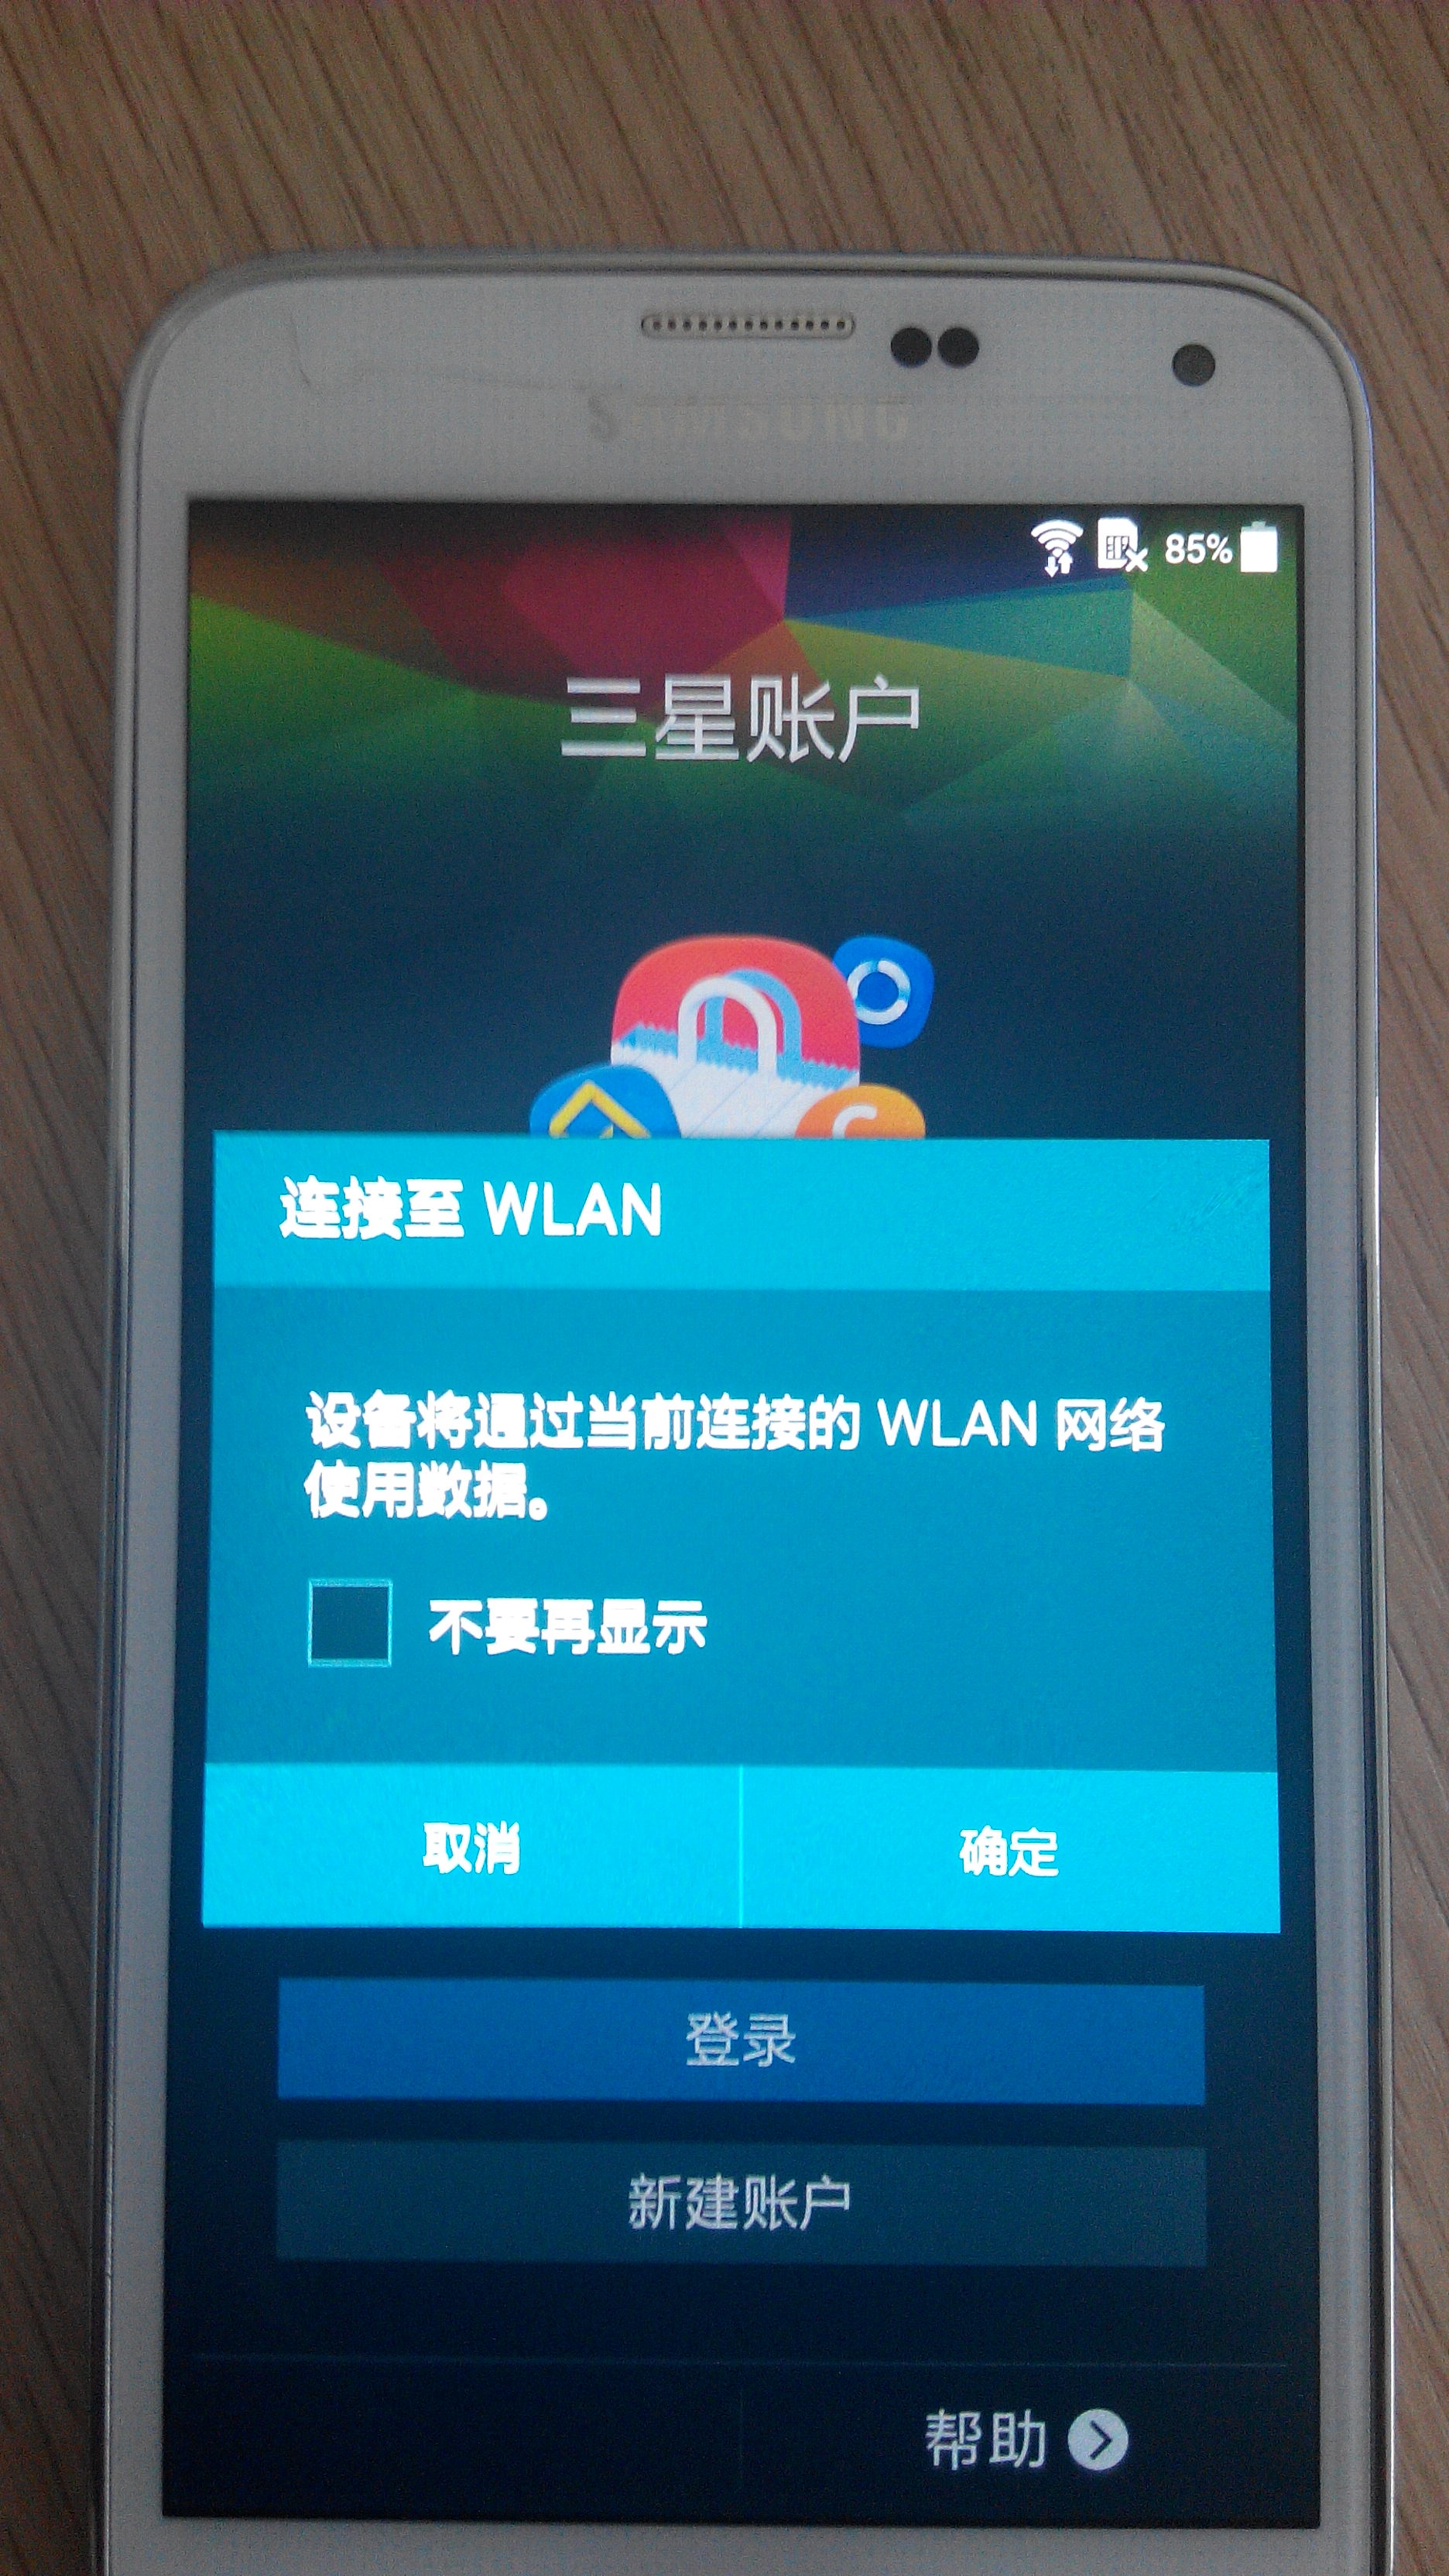 SAMSUNG
85%
三星账户
连接至 WLAN
设备将通过当前连接的 WLAN 网络
使用数据。
不要再显示
取消
确定
登录
新建账户
帮助